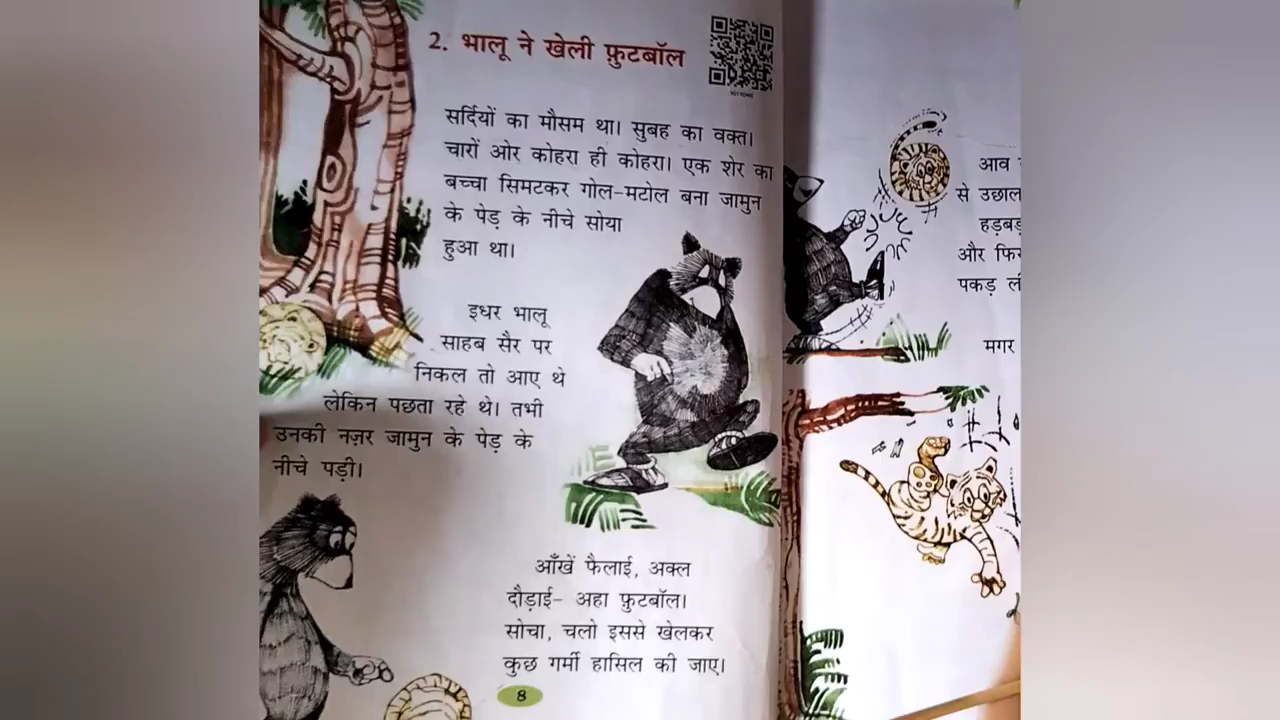 2. भालू ने खेली फ़ुटबॉल
सर्दियों का मौसम था। सुबह का वक्त।
चारों ओर कोहरा ही कोहरा। एक शेर का
बच्चा सिमटकर गोल-मटोल बना जामुन
के पेड़ के नीचे सोया
हुआ था।
इधर भालू
साहब सैर पर
निकल तो आए थे
लेकिन पछता रहे थे। तभी
उनकी नज़र जामुन के पेड़ के
नीचे पड़ी।
आँखें फैलाई, अक्ल
दौड़ाई- अहा फ़ुटबॉल।
सोचा, चलो इससे खेलकर
कुछ गर्मी हासिल की जाए।
8
आव
से उछाल
और
पकड़
मगर